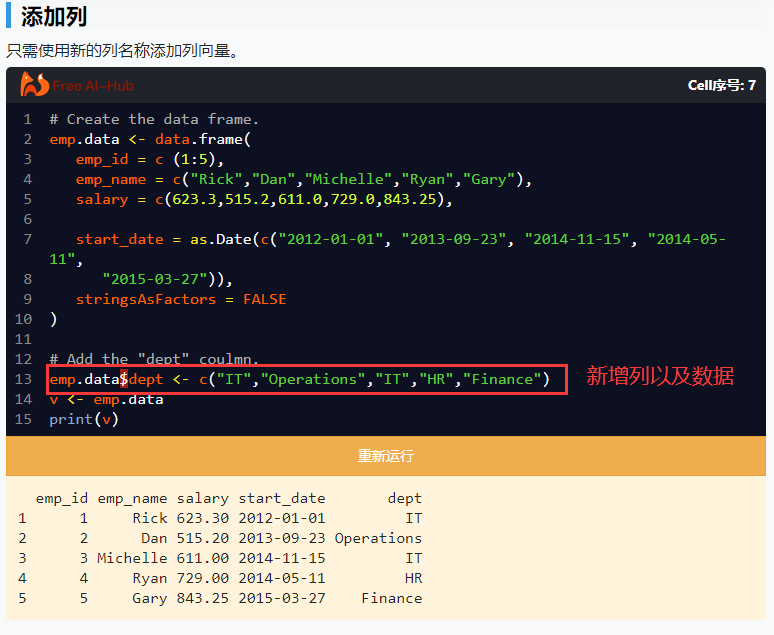 添加列
只需使用新的列名称添加列向量。
Free AI-Hub
Cell序号: 7
1 # Create the data frame.
2 emp.data <- data.frame(
3 emp_id = c (1:5),
4 emp_name = c("Rick","Dan","Michelle","Ryan","Gary"),
5 salary = c(623.3,515.2,611.0,729.0,843.25),
6
7 start_date = as.Date(c("2012-01-01", "2013-09-23", "2014-11-15", "2014-05-
11",
8 "2015-03-27")),
9 stringsAsFactors = FALSE
10 )
11
12 # Add the "dept" coulmn.
13 emp.data$dept <- c("IT","Operations","IT","HR","Finance") 新增列以及数据
14 v <- emp.data
15 print(v)
重新运行
emp_id emp_name salary start_date dept
1 1 Rick 623.30 2012-01-01 IT
2 2 Dan 515.20 2013-09-23 Operations
3 3 Michelle 611.00 2014-11-15 IT
4 4 Ryan 729.00 2014-05-11 HR
5 5 Gary 843.25 2015-03-27 Finance